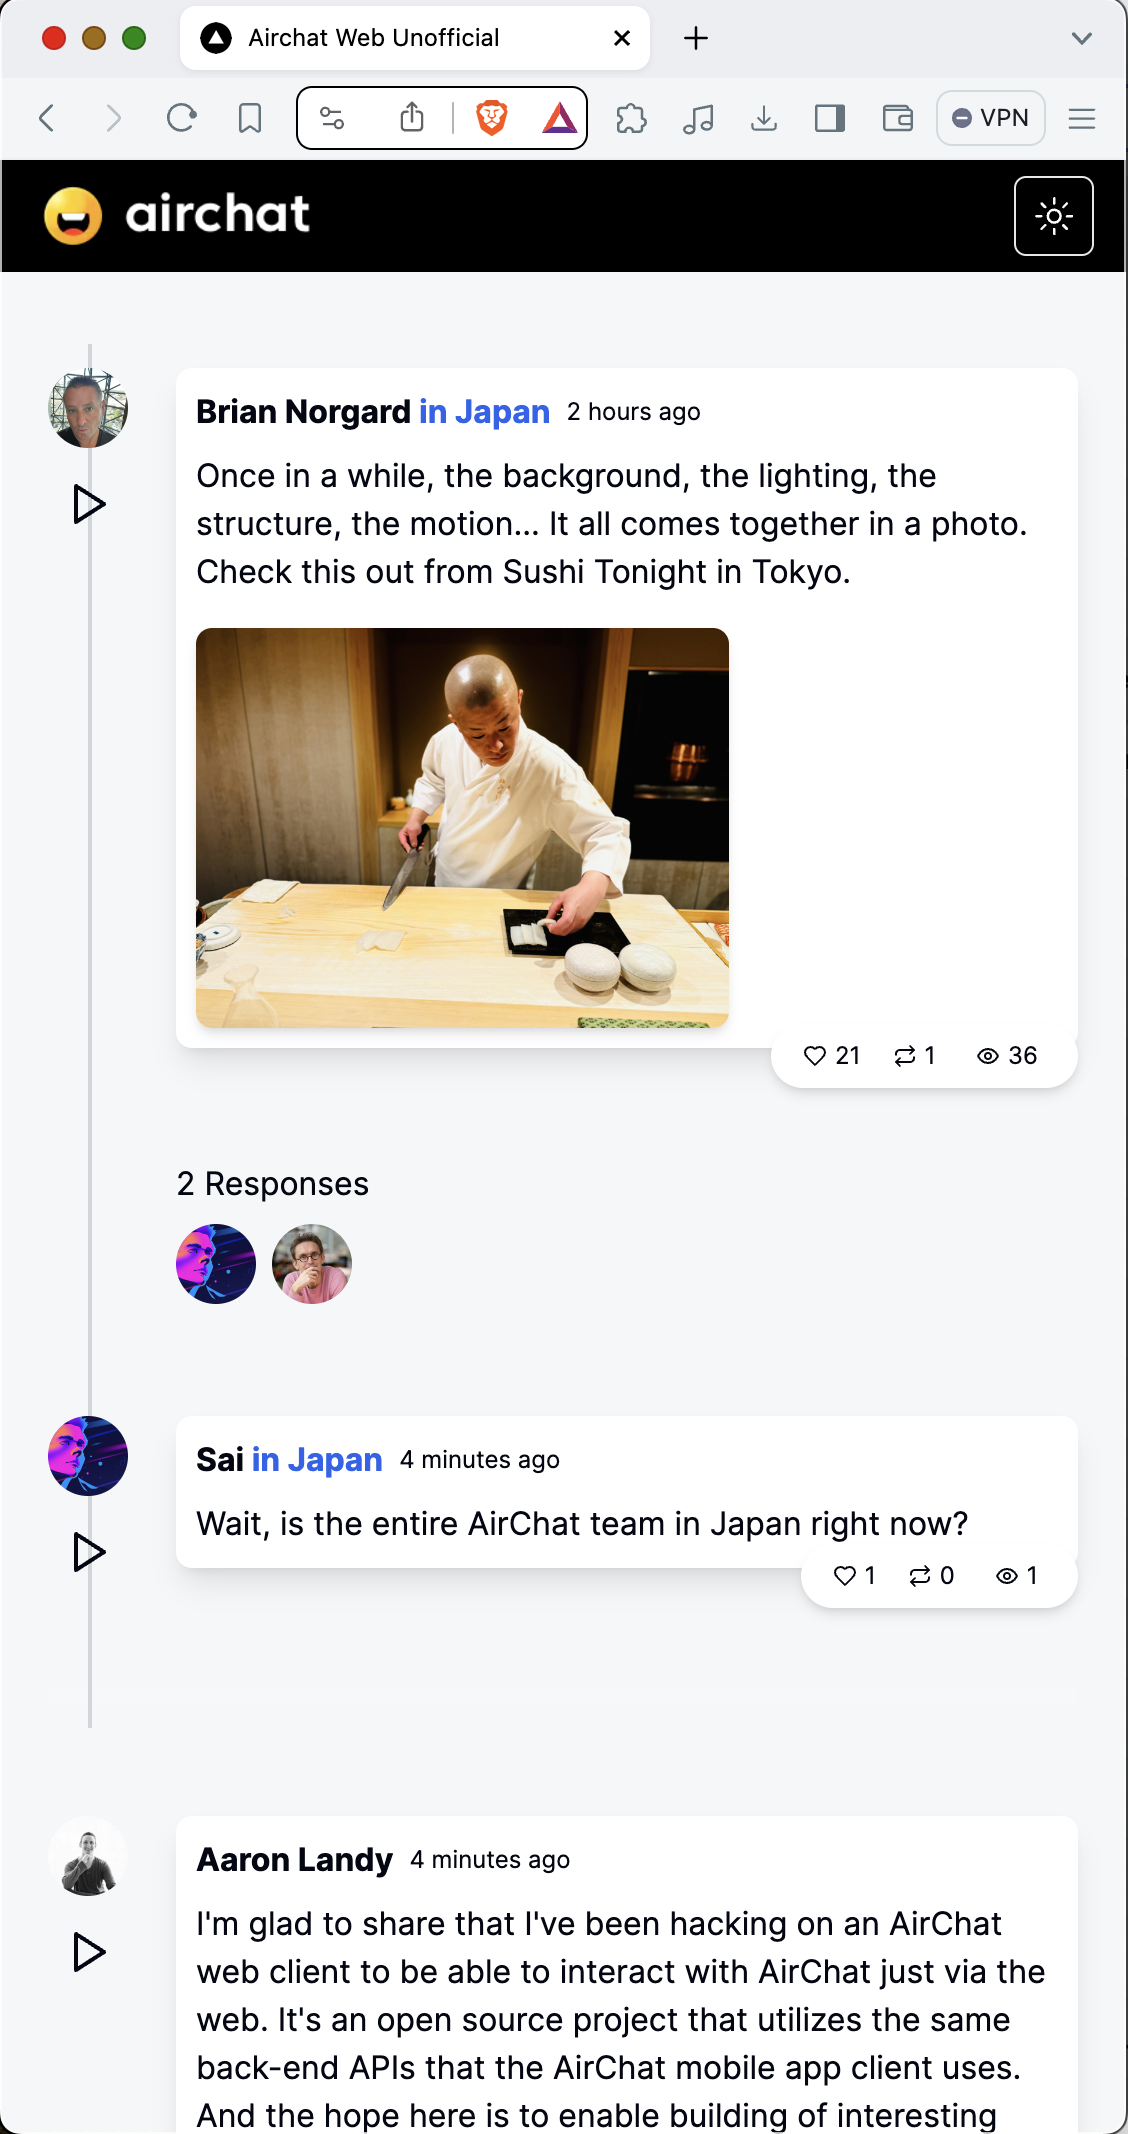 Airchat Web Unofficial
VPN
airchat
Brian Norgard in Japan 2 hours ago
Once in a while, the background, the lighting, the
structure, the motion... It all comes together in a photo.
Check this out from Sushi Tonight in Tokyo.
21 1 36
2 Responses
Sai in Japan 4 minutes ago
Wait, is the entire AirChat team in Japan right now?
1 0 1
Aaron Landy 4 minutes ago
I'm glad to share that I've been hacking on an AirChat
web client to be able to interact with AirChat just via the
web. It's an open source project that utilizes the same
back-end APIs that the AirChat mobile app client uses.
And the hope here is to enable building of interesting